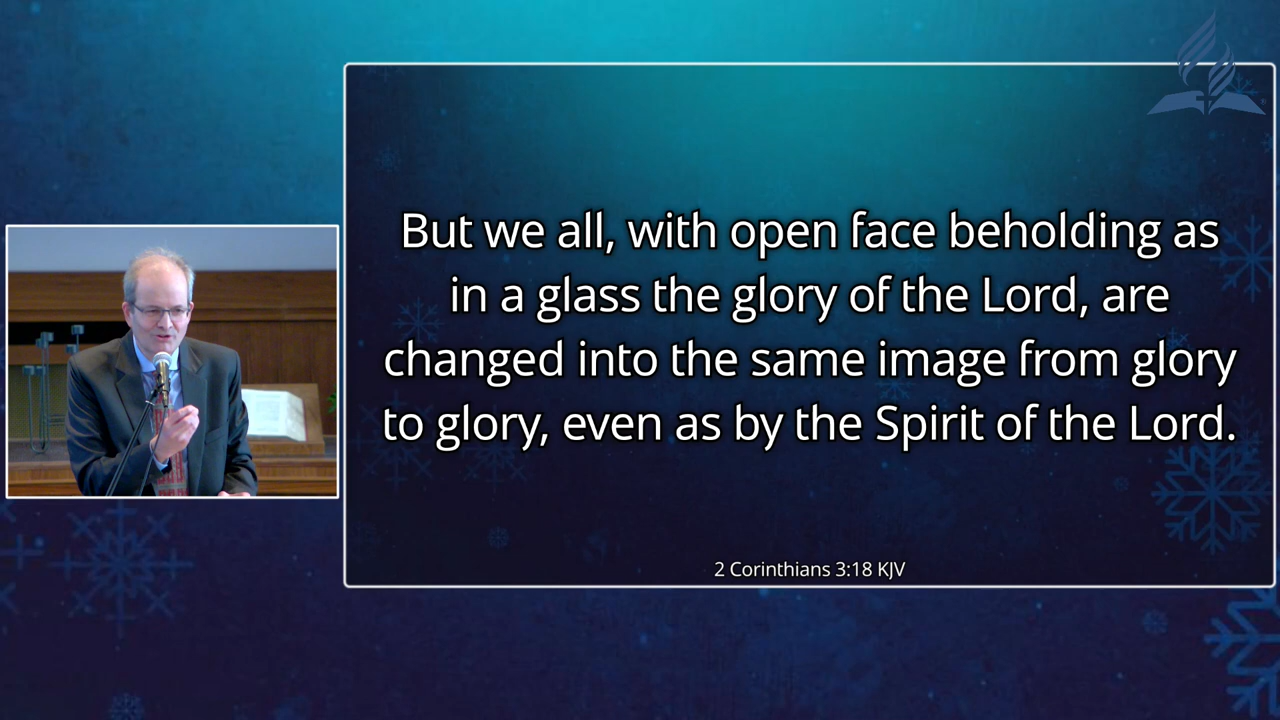 But we all, with open face beholding as
in a glass the glory of the Lord, are
changed into the same image from glory
to glory, even as by the Spirit of the Lord.
2 Corinthians 3:18 KJV